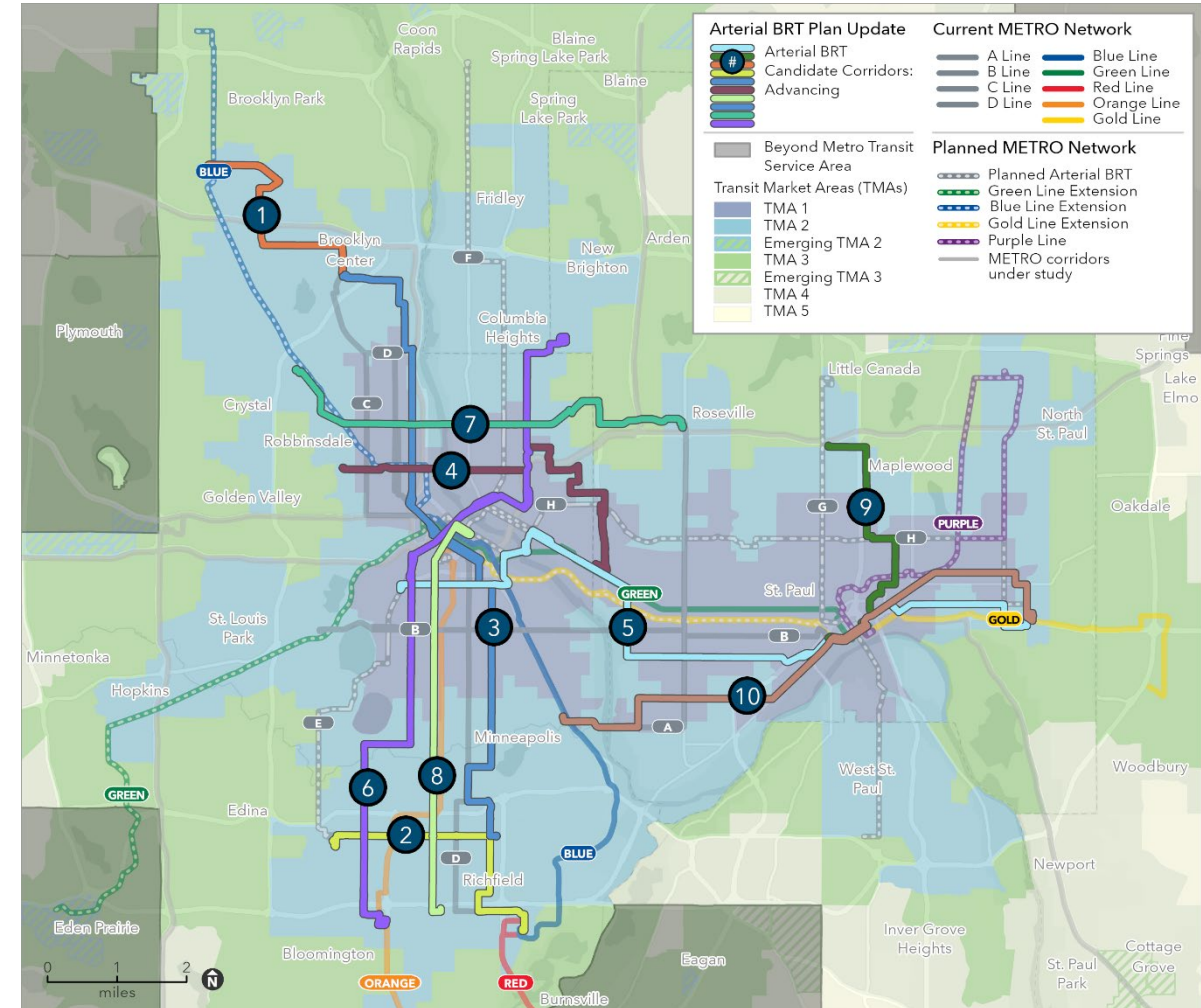 Arterial BRT Plan Update
#
Arterial BRT
Candidate Corridors:
Advancing
Beyond Metro Transit
Service Area
Transit Market Areas (TMAs)
TMA 1
TMA 2
Emerging TMA 2
TMA 3
Emerging TMA 3
TMA 4
TMA 5
Current METRO Network
A Line
B Line
C Line
D Line
Blue Line
Green Line
Red Line
Orange Line
Gold Line
Planned METRO Network
Planned Arterial BRT
Green Line Extension
Blue Line Extension
Gold Line Extension
Purple Line
METRO corridors
under study
Coon
Rapids
Blaine
Spring Lake Park
Blaine
Brooklyn Park
Spring
Lake Park
BLUE
Fridley
1
Brooklyn
Center
F
New
Brighton
Arden
Plymouth
Columbia
Heights
Pine
Springs
D
Little Canada
Lake
Elmo
C
Crystal
7
Roseville
North
St. Paul
Robbinsdale
4
Maplewood
Golden Valley
H
G
9
Oakdale
PURPLE
H
GREEN
St. Paul
St. Louis
Park
B
3
5
B
GOLD
Minnetonka
Hopkins
10
E
Minneapolis
A
West St.
Paul
Woodbury
GREEN
6
8
Edina
2
D
BLUE
Richfield
Newport
Eden Prairie
Bloomington
Inver Grove
Heights
Cottage
Grove
Eagan
St. Paul
Park
0 1 2
miles
N
ORANGE
RED
Burnsville